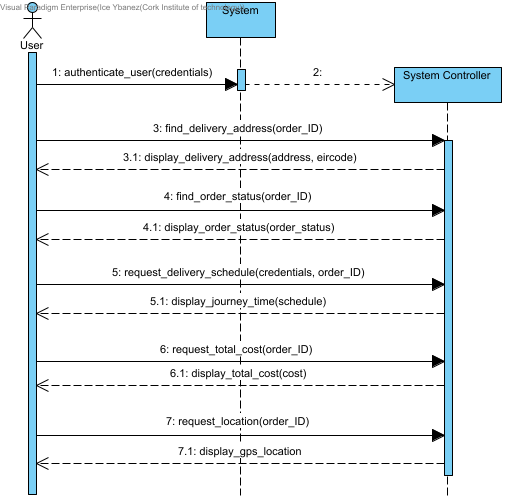 Visual Paradigm Enterprise(Ice Ybanez(Cork Institute of
System
User
1: authenticate_user(credentials)
2:
System Controller
3: find_delivery_address(order_ID)
3.1: display_delivery_address(address, eircode)
4: find_order_status(order_ID)
4.1: display_order_status(order_status)
5: request_delivery_schedule(credentials, order_ID)
5.1: display_journey_time(schedule)
6: request_total_cost(order_ID)
6.1: display_total_cost(cost)
7: request_location(order_ID)
7.1: display_gps_location